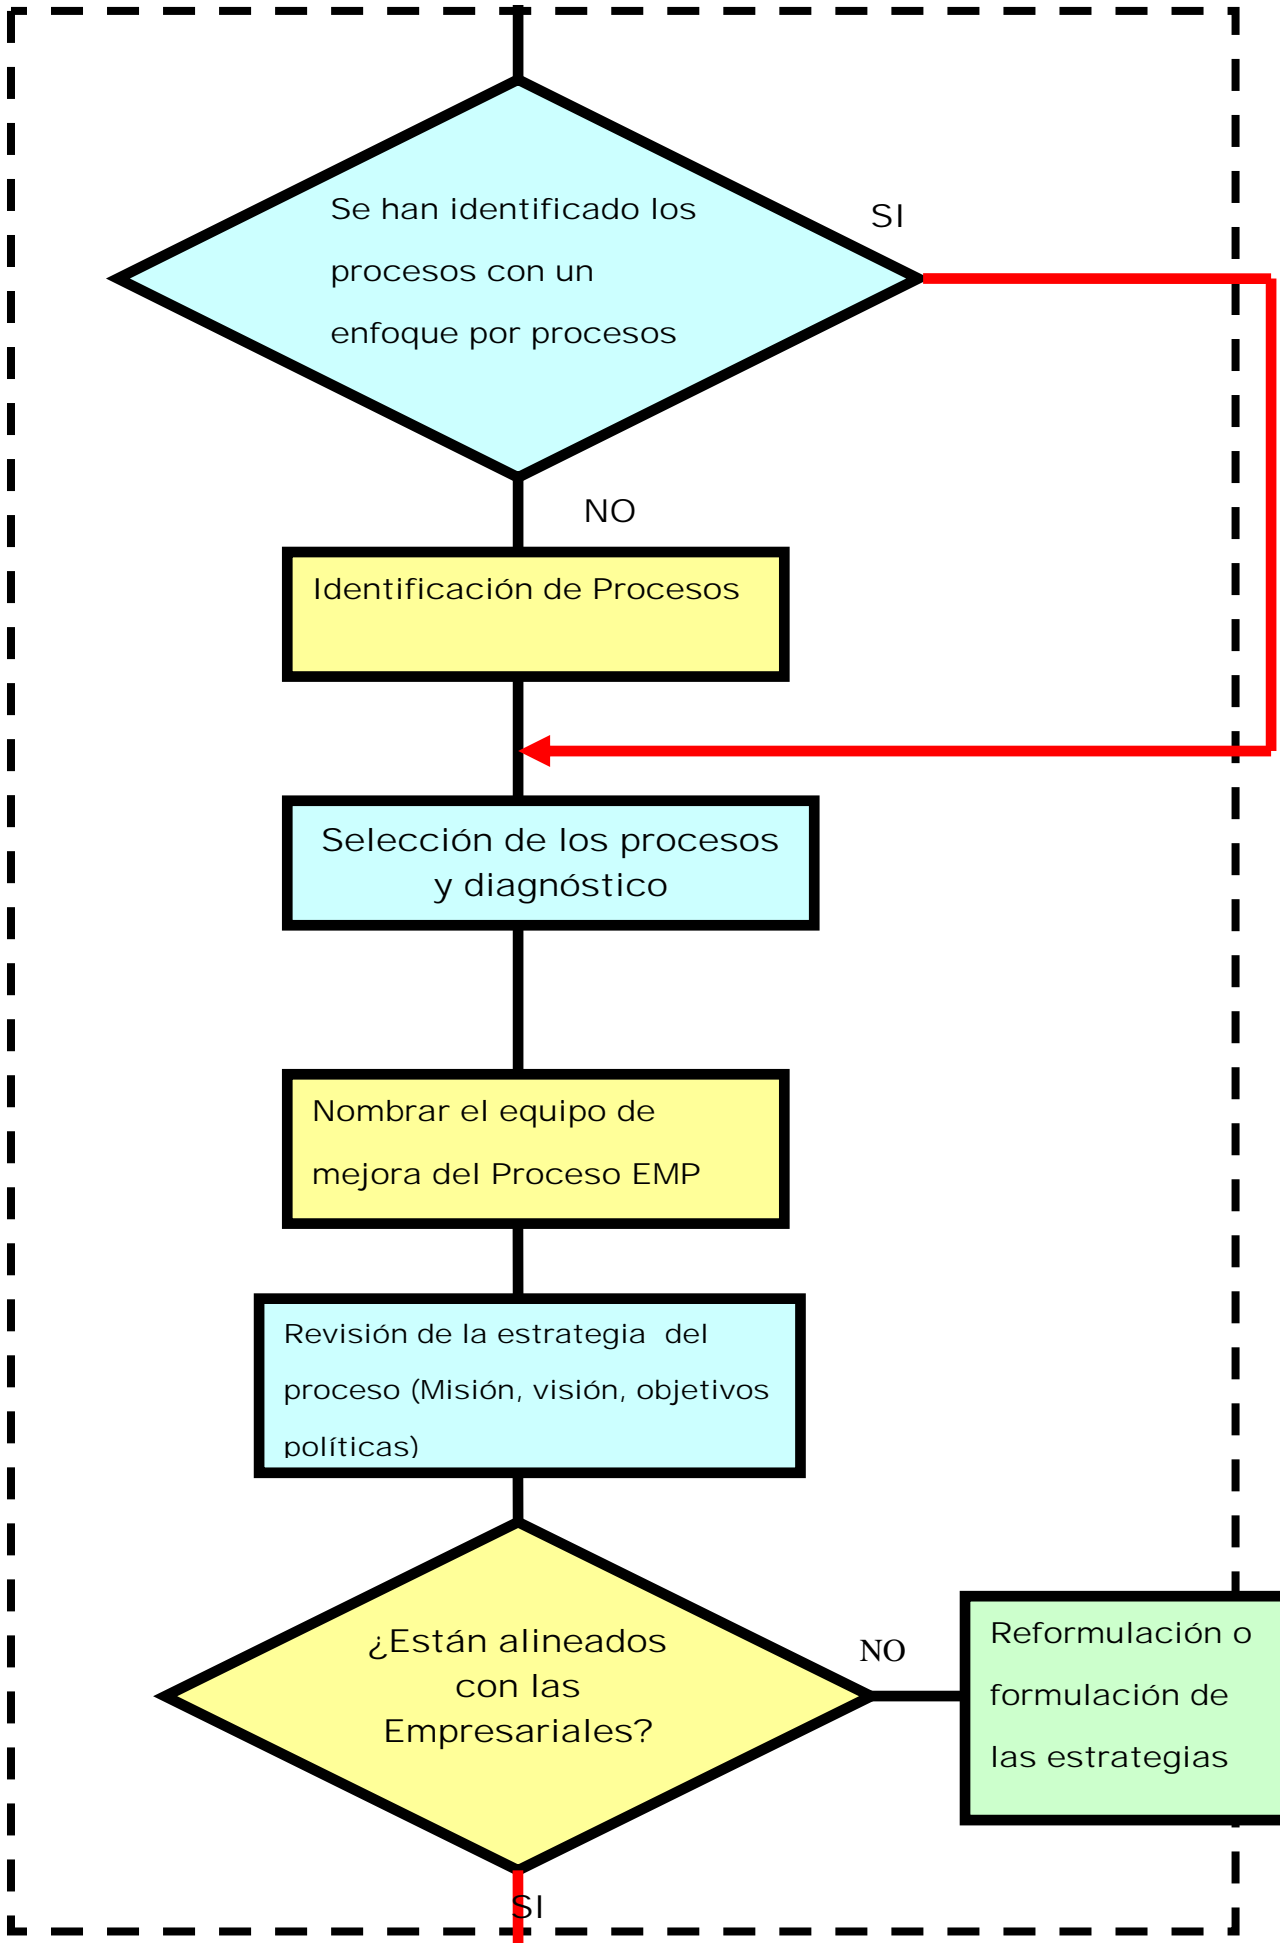 Se han identificado los
procesos con un
enfoque por procesos
SI
NO
Identificación de Procesos
Selección de los procesos
y diagnóstico
Nombrar el equipo de
mejora del Proceso EMP
Revisión de la estrategia del
proceso (Misión, visión, objetivos
políticas)
¿Están alineados
con las
Empresariales?
NO
Reformulación o
formulación de
las estrategias
SI